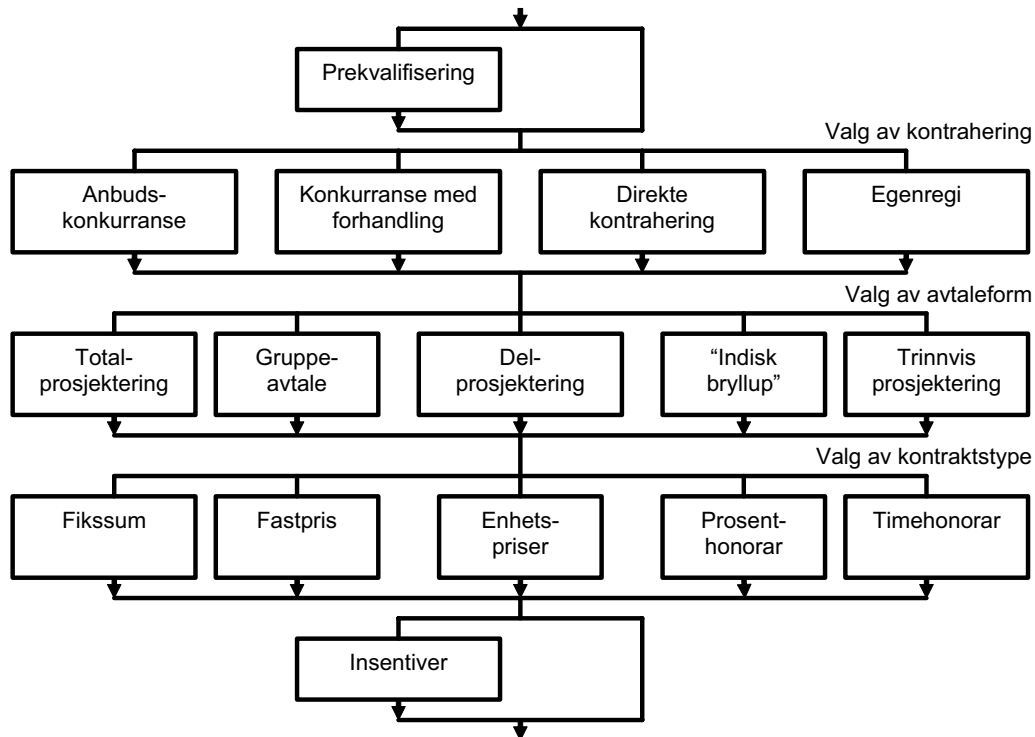 Prekvalifisering
Valg av kontrahering
Anbuds-
konkurranse
Konkurranse med
forhandling
Direkte
kontrahering
Egenregi
Valg av avtaleform
Total-
prosjektering
Gruppe-
avtale
Del-
prosjektering
“Indisk
bryllup”
Trinnvis
prosjektering
Valg av kontraktstype
Fikssum
Fastpris
Enhets-
priser
Prosent-
honorar
Timehonorar
Insentiver